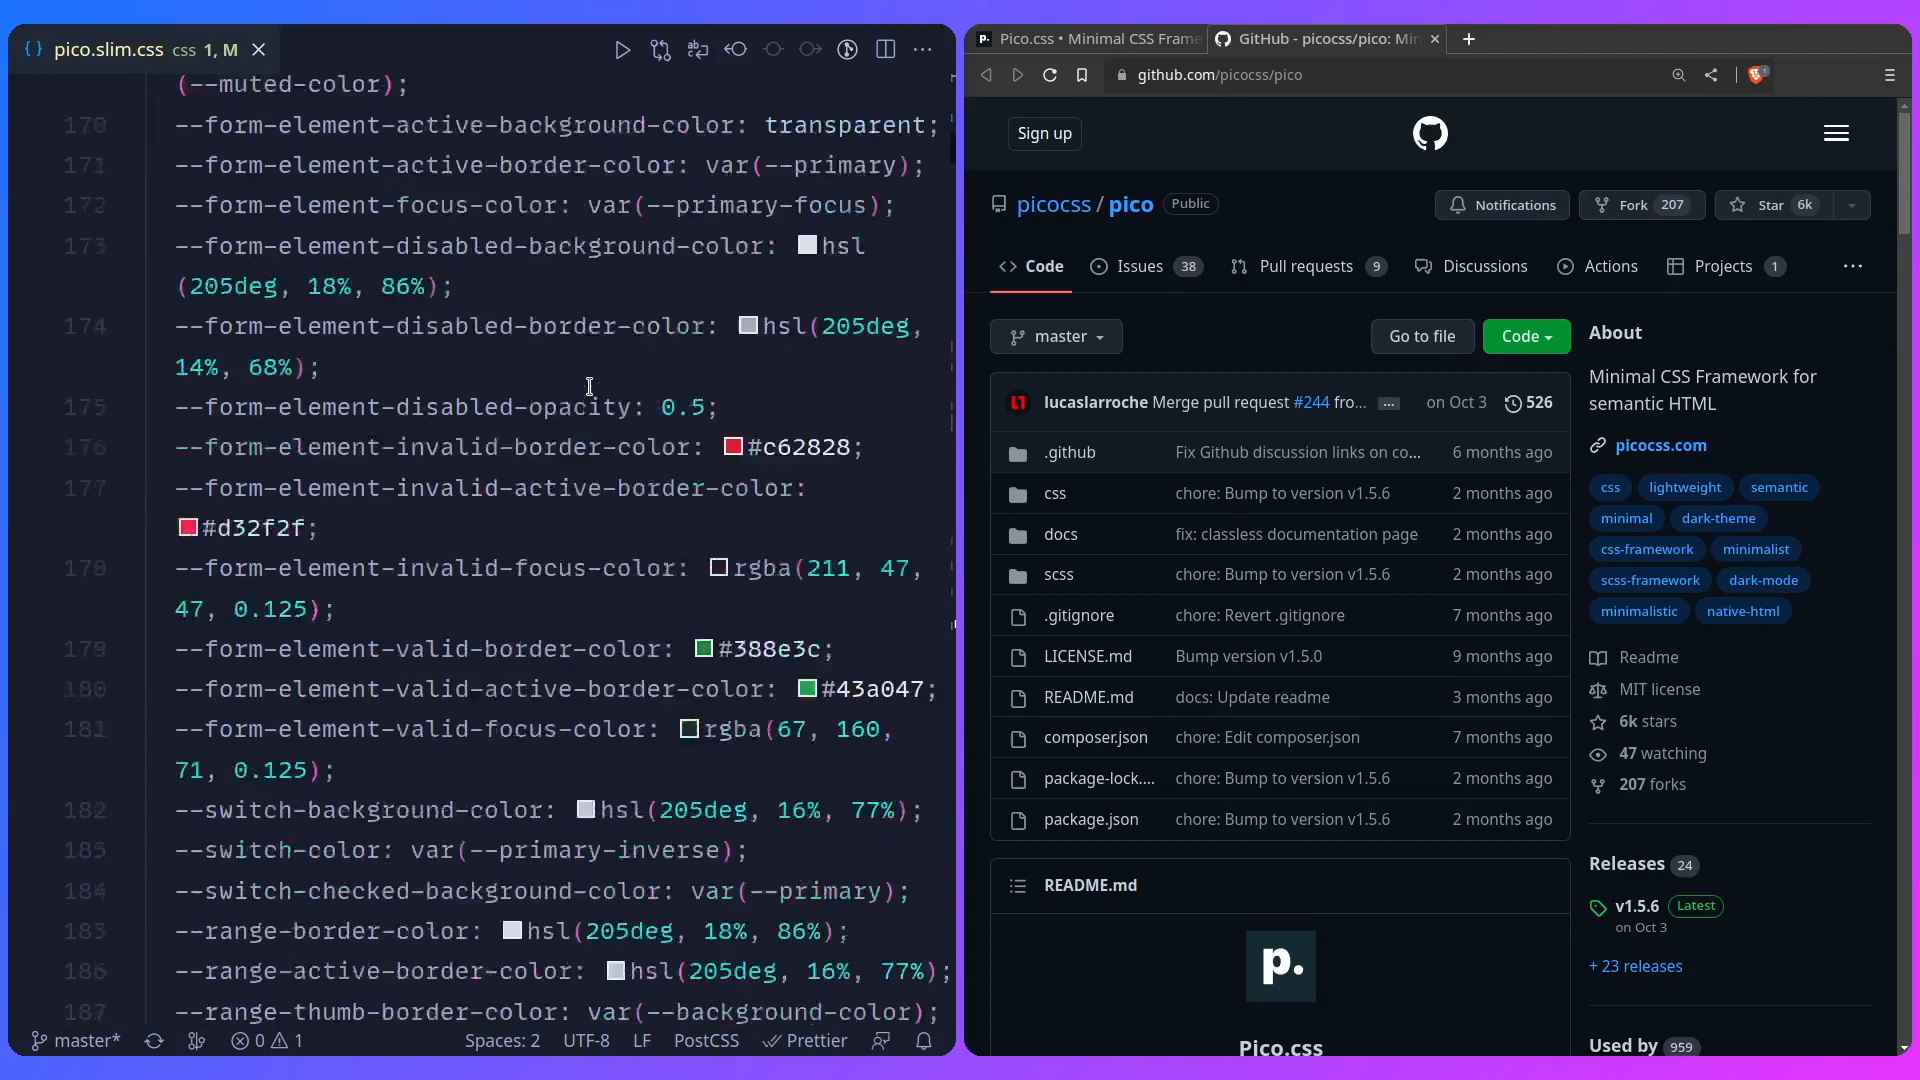 pico.slim.css css 1, M
(--muted-color);
170 --form-element-active-background-color: transparent;
171 --form-element-active-border-color: var(--primary);
172 --form-element-focus-color: var(--primary-focus);
173 --form-element-disabled-background-color: hsl
(205deg, 18%, 86%);
174 --form-element-disabled-border-color: hsl(205deg,
14%, 68%);
175 --form-element-disabled-opacity: 0.5;
176 --form-element-invalid-border-color: #c62828;
177 --form-element-invalid-active-border-color:
#d32f2f;
178 --form-element-invalid-focus-color: rgba(211, 47,
47, 0.125);
179 --form-element-valid-border-color: #388e3c;
180 --form-element-valid-active-border-color: #43a047;
181 --form-element-valid-focus-color: rgba(67, 160,
71, 0.125);
182 --switch-background-color: hsl(205deg, 16%, 77%);
183 --switch-color: var(--primary-inverse);
184 --switch-checked-background-color: var(--primary);
185 --range-border-color: hsl(205deg, 18%, 86%);
186 --range-active-border-color: hsl(205deg, 16%, 77%);
187 --range-thumb-border-color: var(--background-color);
master* 0 1 Spaces: 2 UTF-8 LF PostCSS Prettier
p. Pico.css • Minimal CSS Frame
GitHub - picocss/pico: Min
github.com/picocss/pico 1
Sign up
picocss / pico Public
Notifications Fork 207 Star 6k
Code Issues 38 Pull requests 9 Discussions Actions Projects 1 ...
master Go to file Code
lucaslarroche Merge pull request #244 fro... ... on Oct 3 526
.github Fix Github discussion links on co... 6 months ago
css chore: Bump to version v1.5.6 2 months ago
docs fix: classless documentation page 2 months ago
scss chore: Bump to version v1.5.6 2 months ago
.gitignore chore: Revert .gitignore 7 months ago
LICENSE.md Bump version v1.5.0 9 months ago
README.md docs: Update readme 3 months ago
composer.json chore: Edit composer.json 7 months ago
package-lock.... chore: Bump to version v1.5.6 2 months ago
package.json chore: Bump to version v1.5.6 2 months ago
README.md
p.
Pico.css
About
Minimal CSS Framework for
semantic HTML
picocss.com
css lightweight semantic
minimal dark-theme
css-framework minimalist
scss-framework dark-mode
minimalistic native-html
Readme
MIT license
6k stars
47 watching
207 forks
Releases 24
v1.5.6 Latest
on Oct 3
+ 23 releases
Used by 959